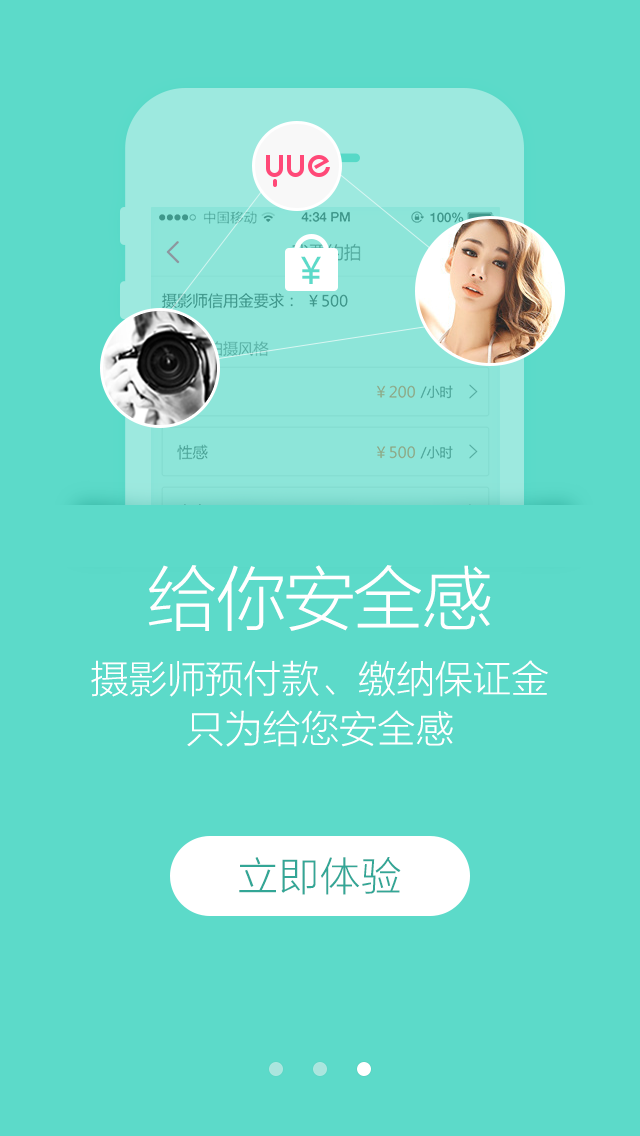 yue
中国移动
4:34 PM
100%
¥
拍
摄影师信用金要求： ￥500
拍摄风格
￥200 /小时
性感
￥500 /小时
给你安全感
摄影师预付款、缴纳保证金
只为给您安全感
立即体验